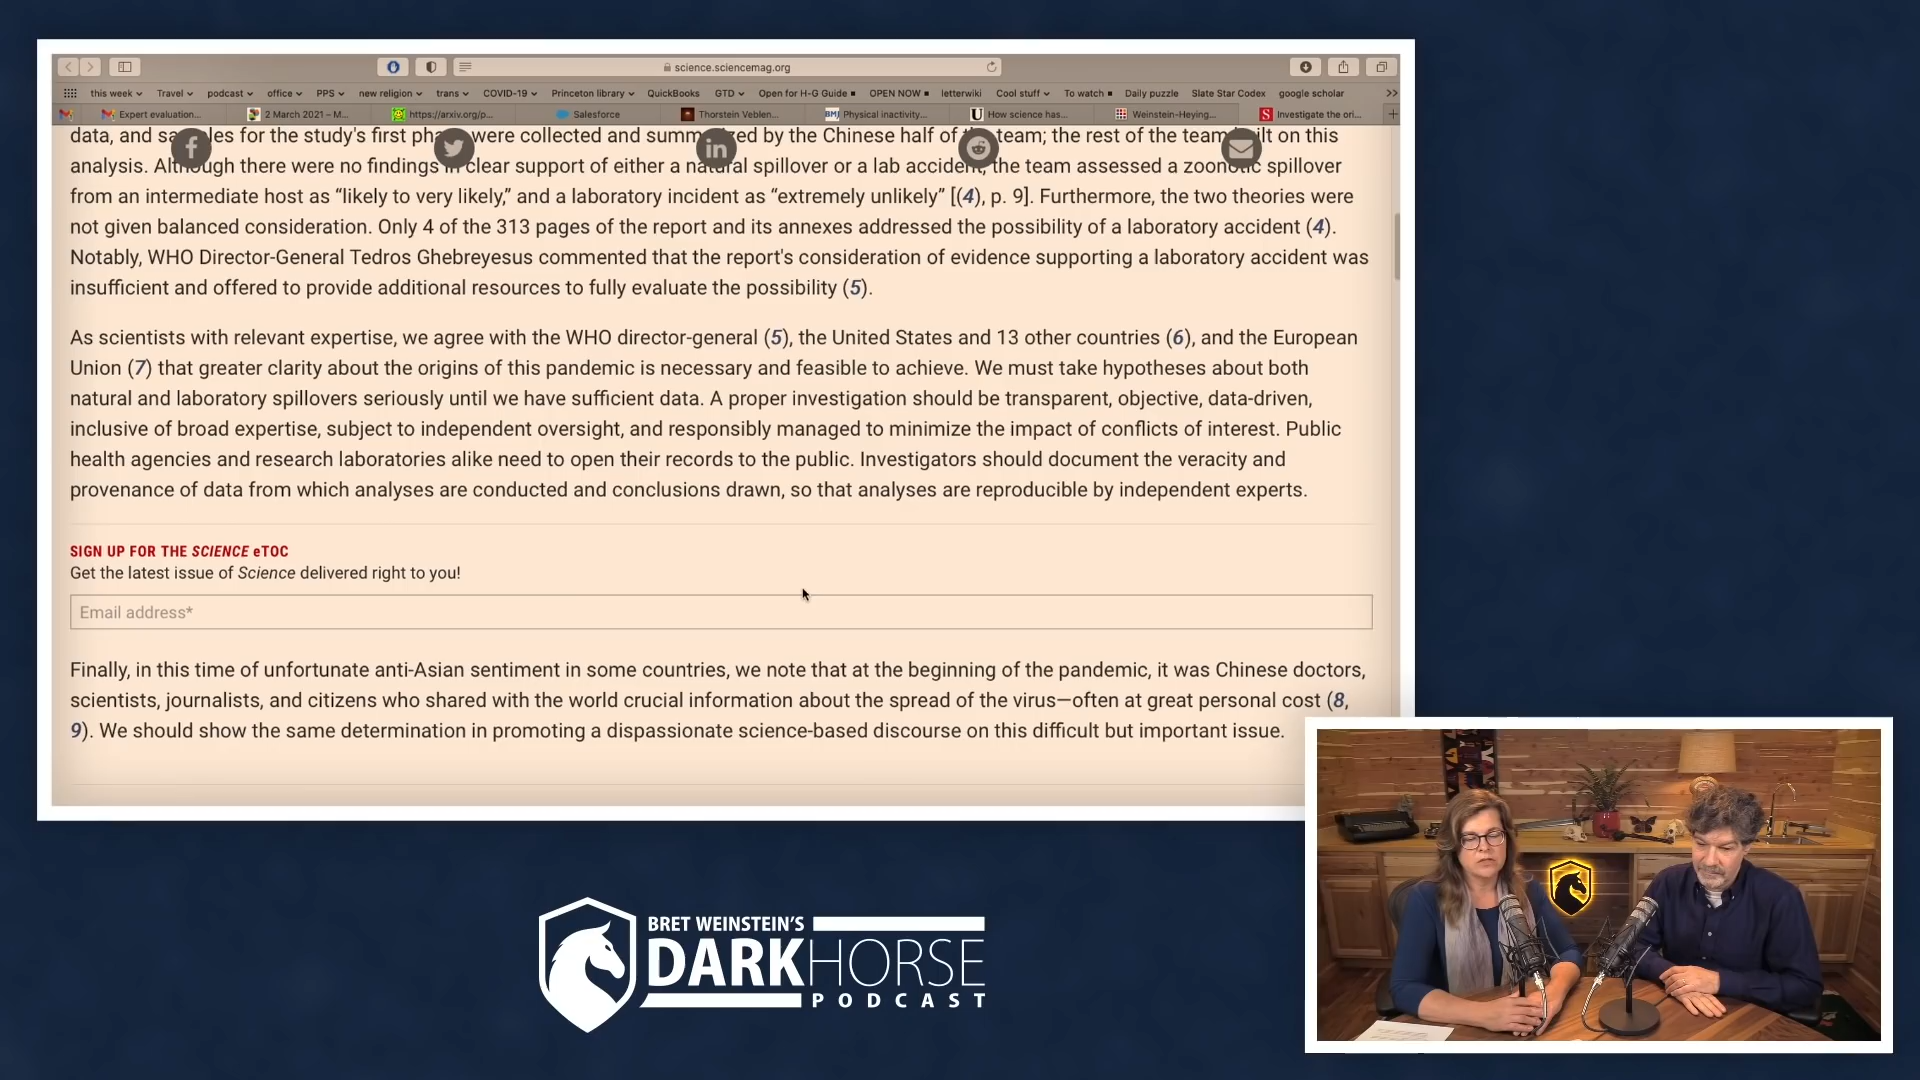 science.sciencemag.org
this week Travel podcast office PPS new religion trans COVID-19 Princeton library QuickBooks GTD Open for H-G Guide OPEN NOW letterwiki Cool stuff To watch Daily puzzle Slate Star Codex google scholar >>
Expert evaluation... 2 March 2021 – M... https://arxiv.org/p... Salesforce Thorstein Veblen... BMJ Physical inactivity... U How science has... Weinstein-Heying,... S Investigate the ori... +
data, and samples for the study's first phase were collected and summarized by the Chinese half of the team; the rest of the team built on this
analysis. Although there were no findings in clear support of either a natural spillover or a lab accident, the team assessed a zoonotic spillover
from an intermediate host as “likely to very likely,” and a laboratory incident as “extremely unlikely” [(4), p. 9]. Furthermore, the two theories were
not given balanced consideration. Only 4 of the 313 pages of the report and its annexes addressed the possibility of a laboratory accident (4).
Notably, WHO Director-General Tedros Ghebreyesus commented that the report's consideration of evidence supporting a laboratory accident was
insufficient and offered to provide additional resources to fully evaluate the possibility (5).
As scientists with relevant expertise, we agree with the WHO director-general (5), the United States and 13 other countries (6), and the European
Union (7) that greater clarity about the origins of this pandemic is necessary and feasible to achieve. We must take hypotheses about both
natural and laboratory spillovers seriously until we have sufficient data. A proper investigation should be transparent, objective, data-driven,
inclusive of broad expertise, subject to independent oversight, and responsibly managed to minimize the impact of conflicts of interest. Public
health agencies and research laboratories alike need to open their records to the public. Investigators should document the veracity and
provenance of data from which analyses are conducted and conclusions drawn, so that analyses are reproducible by independent experts.
SIGN UP FOR THE SCIENCE eTOC
Get the latest issue of Science delivered right to you!
Email address*
Finally, in this time of unfortunate anti-Asian sentiment in some countries, we note that at the beginning of the pandemic, it was Chinese doctors,
scientists, journalists, and citizens who shared with the world crucial information about the spread of the virus—often at great personal cost (8,
9). We should show the same determination in promoting a dispassionate science-based discourse on this difficult but important issue.
BRET WEINSTEIN'S
DARKHORSE
PODCAST